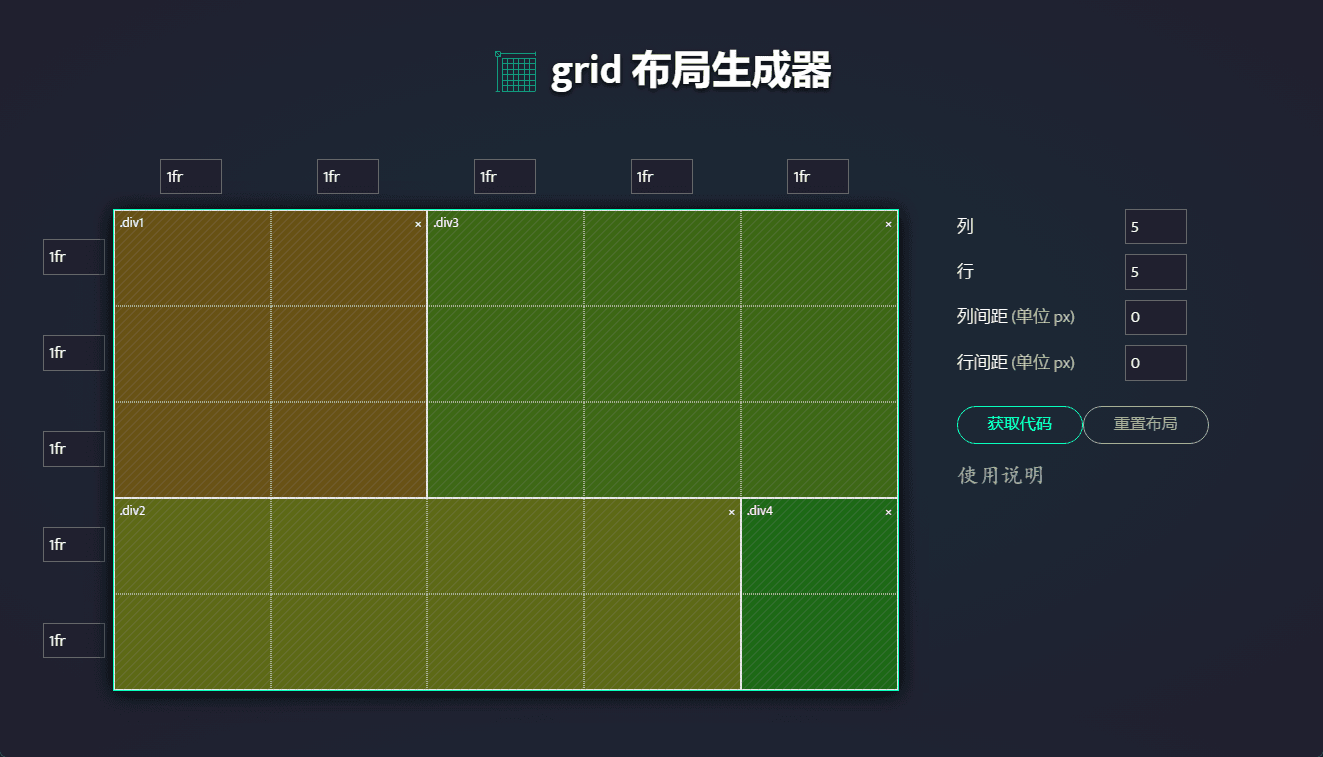 grid 布局生成器
1fr 1fr 1fr 1fr 1fr
.div1 × .div3 ×
1fr
1fr
1fr
.div2 × .div4 ×
1fr
1fr
列 5
行 5
列间距 (单位 px) 0
行间距 (单位 px) 0
获取代码 重置布局
使用说明